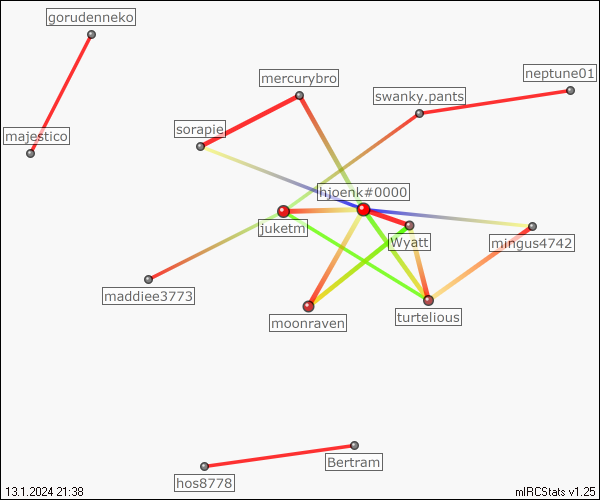 gorudenneko
neptune01
mercurybro
swanky.pants
sorapie
majestico
hjoenk#0000
juketm
Wyatt
mingus4742
maddiee3773
moonraven
turtelious
Bertram
hos8778
13.1.2024 21:38
mIRCStats v1.25